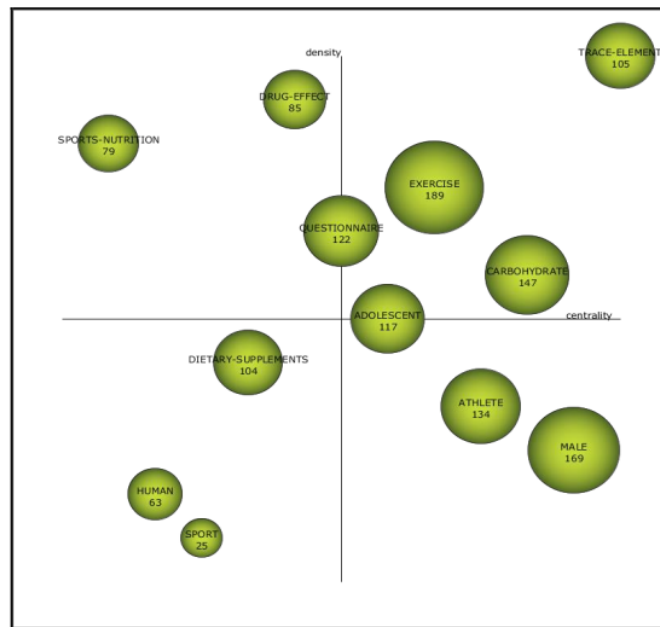 density
TRACE-ELEMENT
105
DRUG-EFFECT
85
SPORTS-NUTRITION
79
EXERCISE
189
QUESTIONNAIRE
122
CARBOHYDRATE
147
ADOLESCENT
117
centrality
DIETARY-SUPPLEMENTS
104
ATHLETE
134
MALE
169
HUMAN
63
SPORT
25